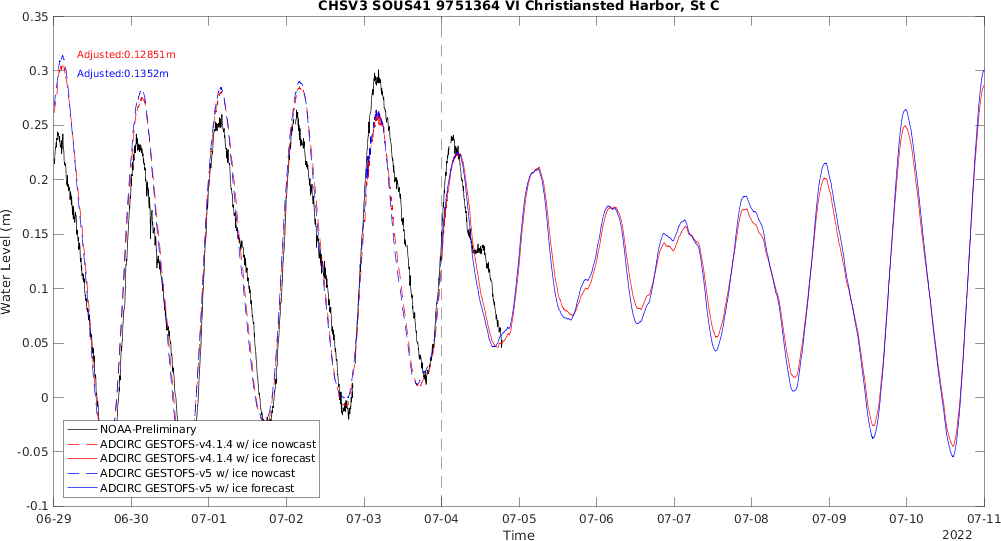 CHSV3 SOUS41 9751364 VI Christiansted Harbor, St C
0.35
0.3
0.25
0.2
0.15
0.1
0.05
0
-0.05
-0.1
Water Level (m)
Adjusted:0.12851m
Adjusted:0.1352m
NOAA-Preliminary
ADCIRC GESTOFS-v4.1.4 w/ ice nowcast
ADCIRC GESTOFS-v4.1.4 w/ ice forecast
ADCIRC GESTOFS-v5 w/ ice nowcast
ADCIRC GESTOFS-v5 w/ ice forecast
06-29 06-30 07-01 07-02 07-03 07-04 07-05 07-06 07-07 07-08 07-09 07-10 07-11
Time
2022